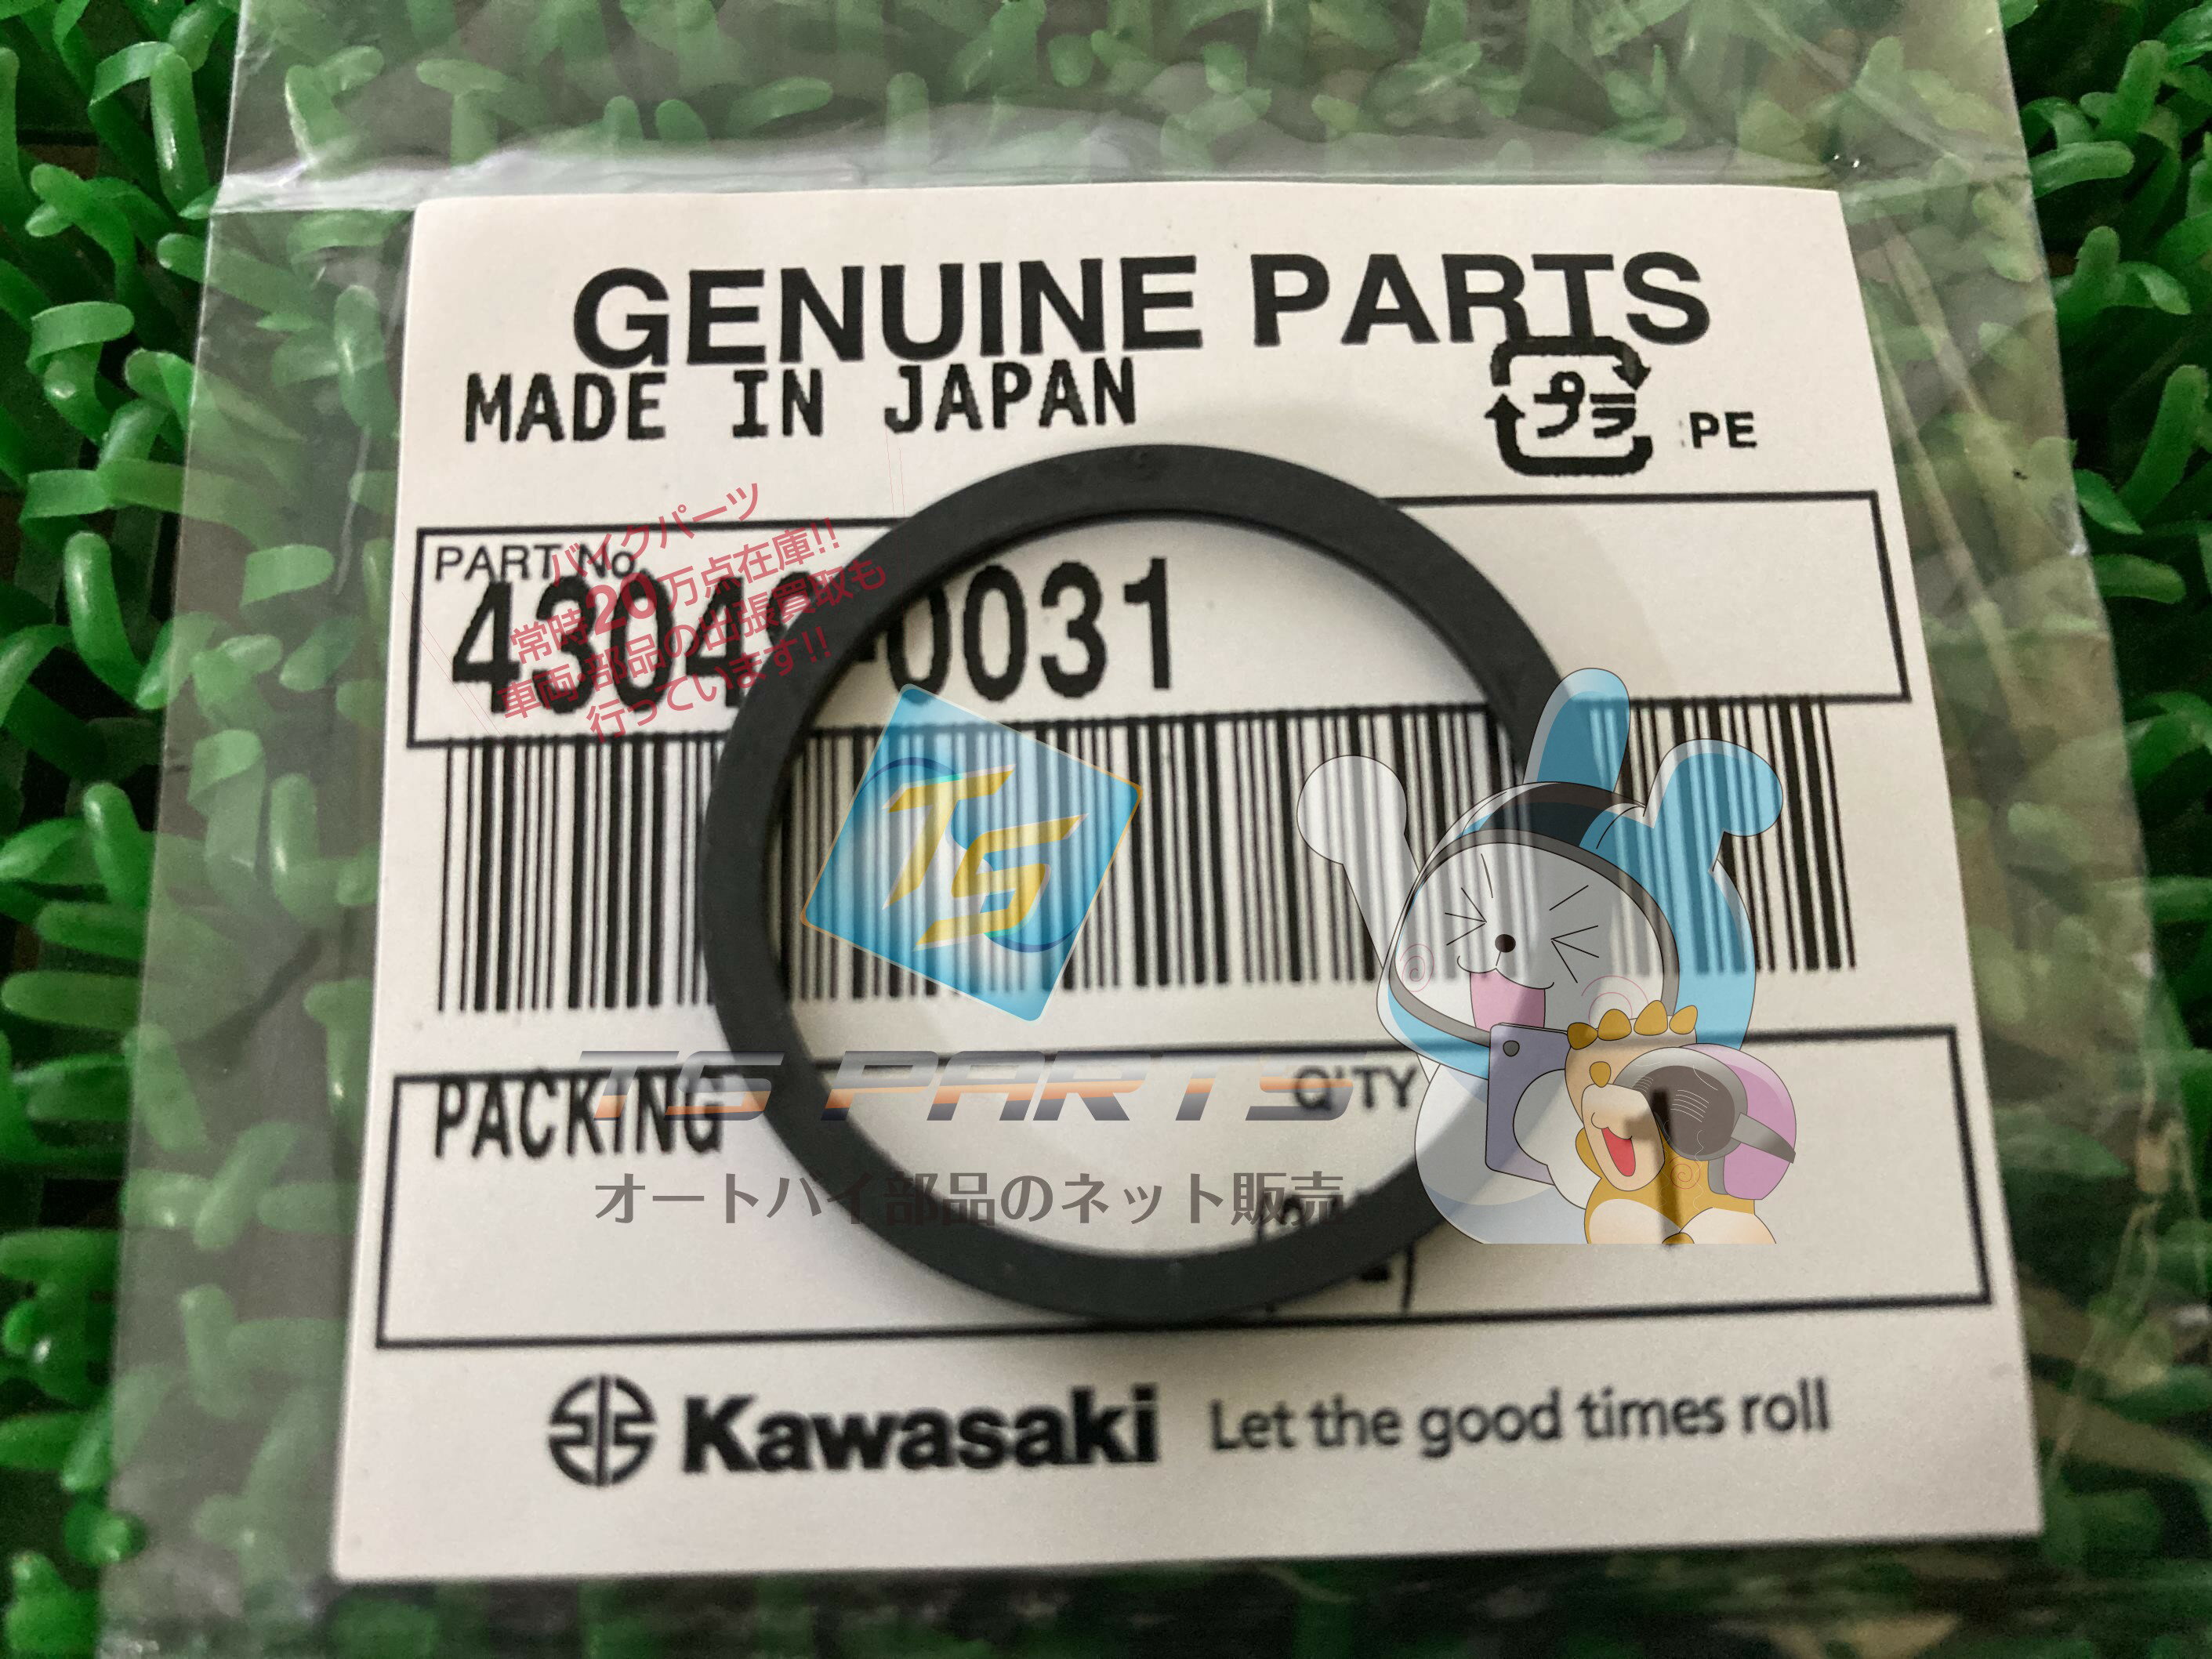 GENUINE PARTS
MADE IN JAPAN
プラ
PE
バイクパーツ
常時20万点在庫!!
車両・部品の出張買取も
行っています!!
PART No.
-0031
TS
TS PARTS
PACKING
Q'TY
1
オートバイ部品のネット販売
Kawasaki Let the good times roll